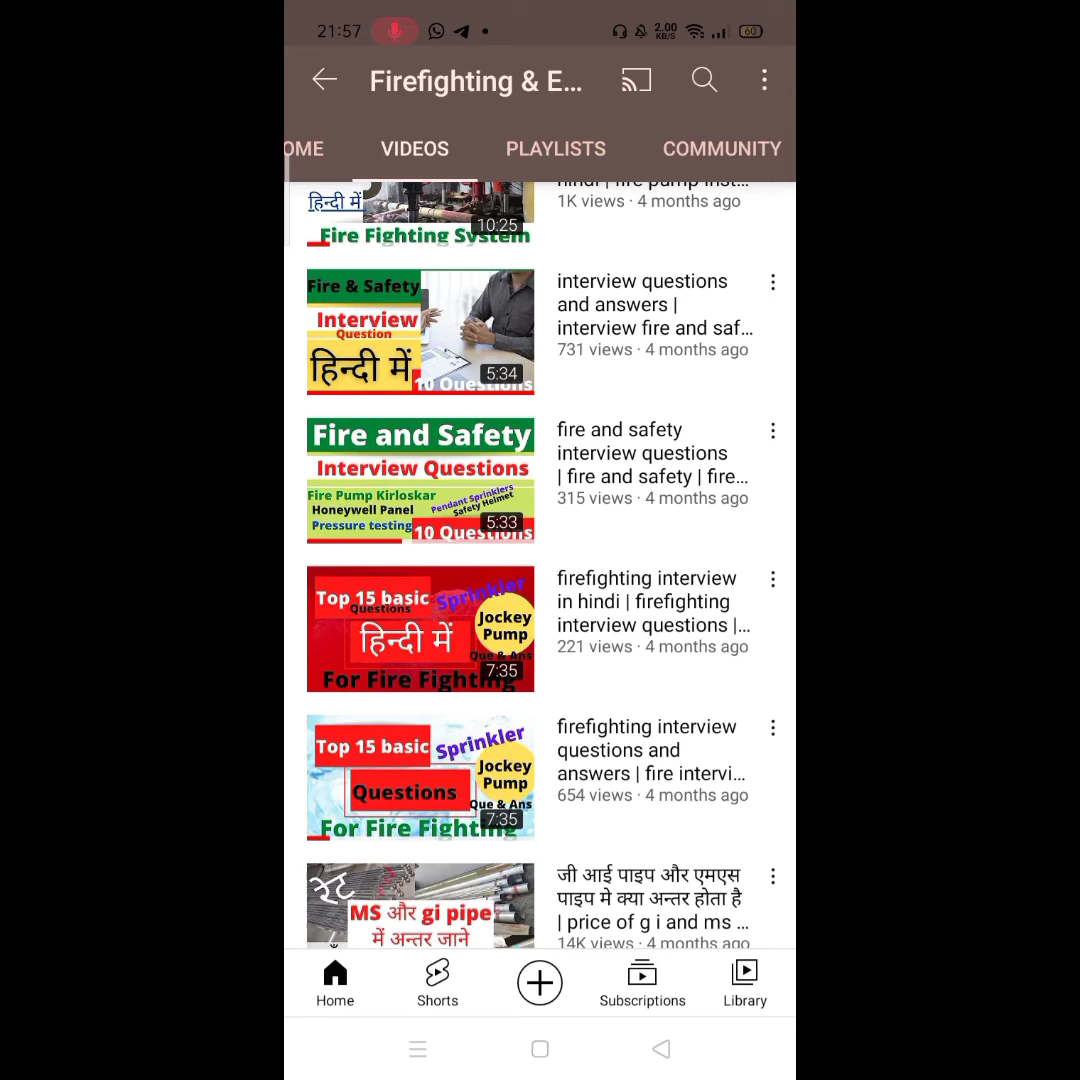 21:57
2.00
KB/S
60
Firefighting & E...
OME
VIDEOS
PLAYLISTS
COMMUNITY
हिन्दी में
10:25
Fire Fighting System
1K views · 4 months ago
Fire & Safety
Interview
Question
हिन्दी में
10 Questions
5:34
interview questions
and answers |
interview fire and saf...
731 views · 4 months ago
Fire and Safety
Interview Questions
Fire Pump Kirloskar
Honeywell Panel
Pressure testing
Pendant Sprinklers
Safety Helmet
5:33
10 Questions
fire and safety
interview questions
| fire and safety | fire...
315 views · 4 months ago
Top 15 basic
Questions
Sprinkler
हिन्दी में
Jockey
Pump
Que & Ans
7:35
For Fire Fighting
firefighting interview
in hindi | firefighting
interview questions |...
221 views · 4 months ago
Top 15 basic
Sprinkler
Questions
Jockey
Pump
Que & Ans
7:35
For Fire Fighting
firefighting interview
questions and
answers | fire intervi...
654 views · 4 months ago
रेट
MS और gi pipe
में अन्तर जाने
जी आई पाइप और एमएस
पाइप मे क्या अन्तर होता है
| price of g i and ms ...
14K views · 4 months ago
Home
Shorts
Subscriptions
Library